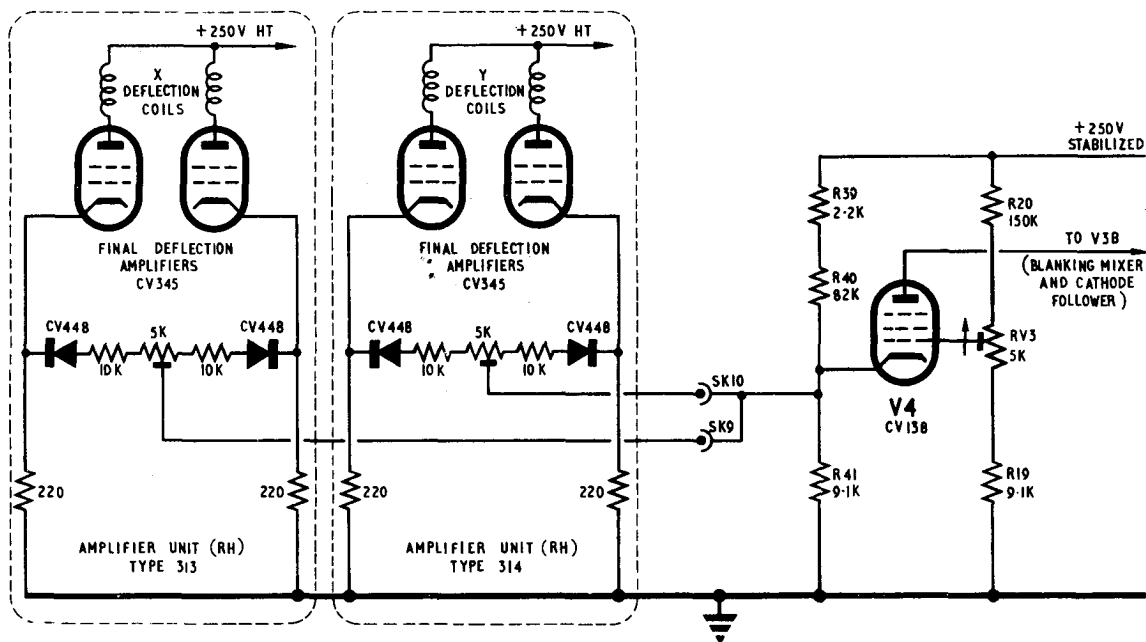 +250V HT
X
DEFLECTION
COILS
FINAL DEFLECTION
AMPLIFIERS
CV345
CV448
5K
CV448
10K
10K
220
220
AMPLIFIER UNIT (RH)
TYPE 313
+250V HT
Y
DEFLECTION
COILS
FINAL DEFLECTION
AMPLIFIERS
CV345
CV448
5K
CV448
10K
10K
220
220
AMPLIFIER UNIT (RH)
TYPE 314
SK10
SK9
+250V
STABILIZED
R39
2·2K
R20
150K
TO V3B
(BLANKING MIXER
AND CATHODE
FOLLOWER)
R40
82K
RV3
5K
V4
CV138
R41
9·1K
R19
9·1K